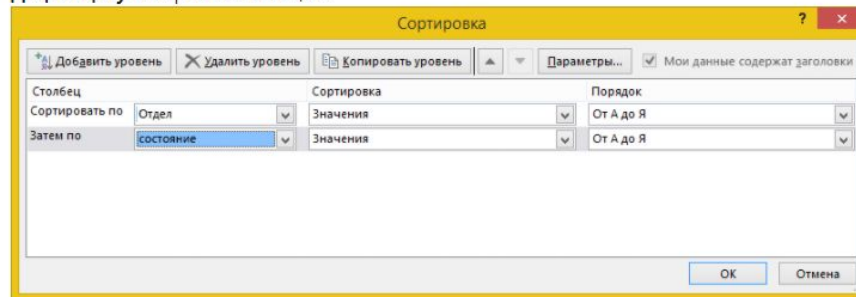 Сортировка ? ×
Добавить уровень Удалить уровень Копировать уровень Параметры... Мои данные содержат заголовки
Столбец Сортировка Порядок
Сортировать по Отдел Значения От А до Я
Затем по состояние Значения От А до Я
ОК Отмена